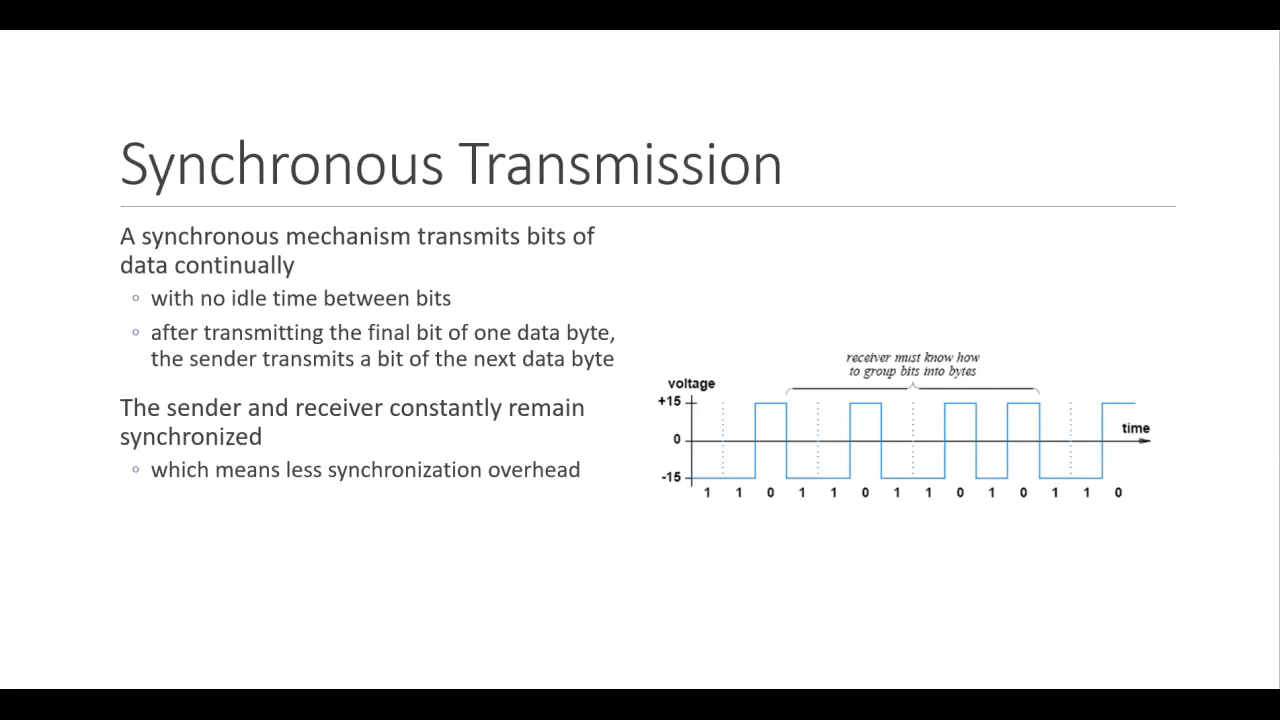 Synchronous Transmission
A synchronous mechanism transmits bits of
data continually
◦ with no idle time between bits
◦ after transmitting the final bit of one data byte,
the sender transmits a bit of the next data byte
The sender and receiver constantly remain
synchronized
◦ which means less synchronization overhead
receiver must know how
to group bits into bytes
voltage
+15
0
-15
time
1 1 0 1 1 0 1 1 0 1 0 1 1 0